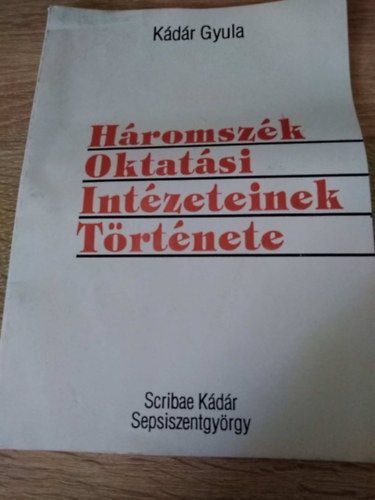 Kádár Gyula
Háromszék
Oktatási
Intézeteinek
Története
Scribae Kádár
Sepsiszentgyörgy